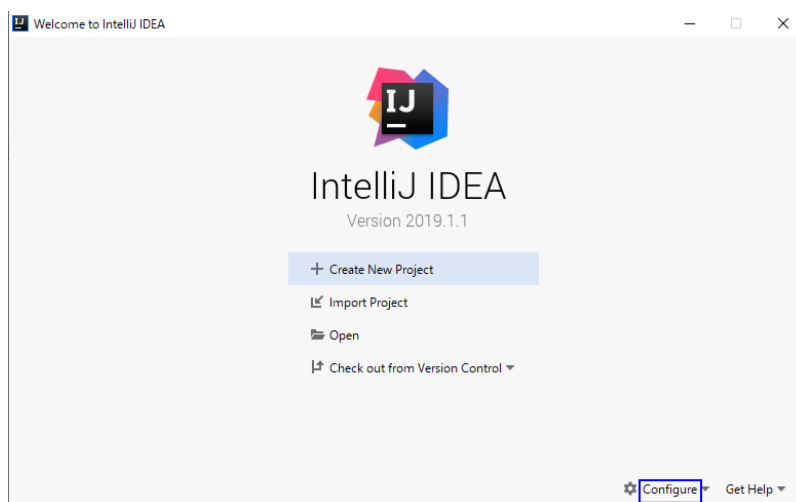 IJ Welcome to IntelliJ IDEA
IJ
IntelliJ IDEA
Version 2019.1.1
Create New Project
Import Project
Open
Check out from Version Control
Configure Get Help